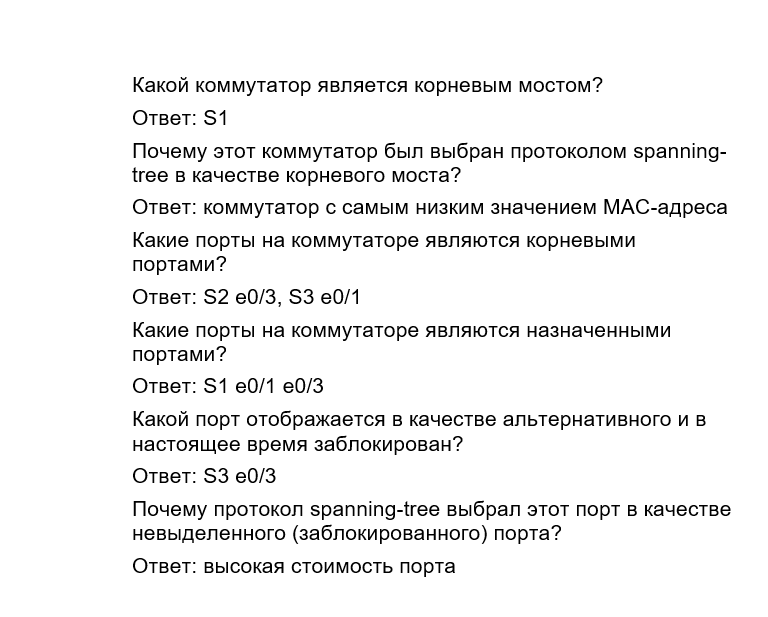 Какой коммутатор является корневым мостом?
Ответ: S1
Почему этот коммутатор был выбран протоколом spanning-
tree в качестве корневого моста?
Ответ: коммутатор с самым низким значением MAC-адреса
Какие порты на коммутаторе являются корневыми
портами?
Ответ: S2 e0/3, S3 e0/1
Какие порты на коммутаторе являются назначенными
портами?
Ответ: S1 e0/1 e0/3
Какой порт отображается в качестве альтернативного и в
настоящее время заблокирован?
Ответ: S3 e0/3
Почему протокол spanning-tree выбрал этот порт в качестве
невыделенного (заблокированного) порта?
Ответ: высокая стоимость порта